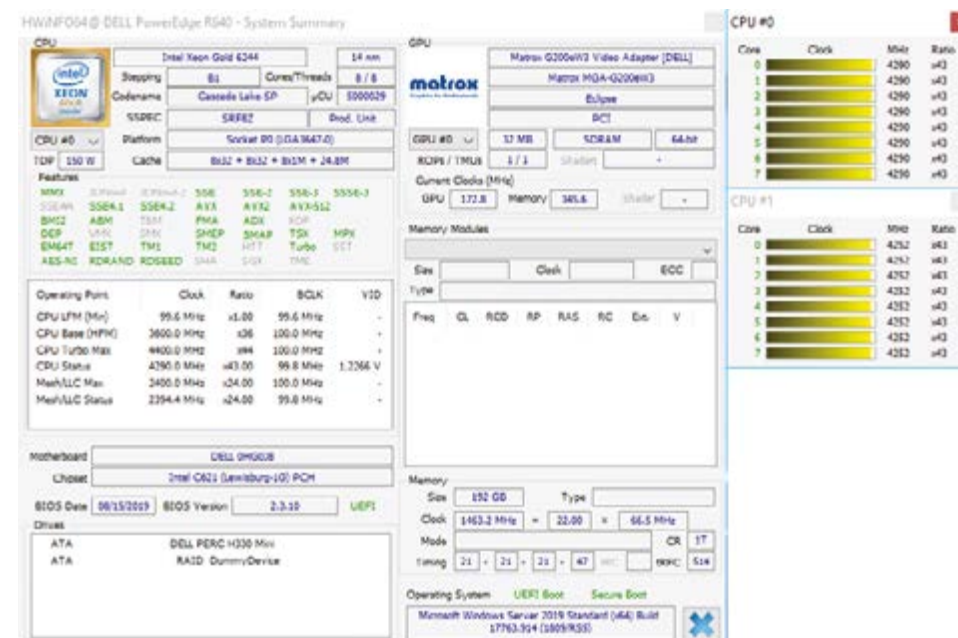 HWiNFO64 @ DELL PowerEdge R640 - System Summary
CPU
Intel Xeon Gold 6244
14 nm
intel
XEON
GOLD
Stepping
B1
Cores/Threads
8 / 8
Codename
Cascade Lake-SP
µCU
5000029
SSPEC
SRF8Z
Prod. Unit
CPU #0
Platform
Socket P0 (LGA3647-0)
TDP
150 W
Cache
8x32 + 8x32 + 8x1M + 24.8M
Features
MMX SSE SSE-2 SSE-3 SSSE-3
SSE4A SSE4.1 SSE4.2 AVX AVX2 AVX-512
BMI2 ABM TBM FMA ADX XOP
DEP VMX SMX SMEP SMAP TSX MPX
EM64T EIST TM1 TM2 HTT Turbo SST
AES-NI RDRAND RDSEED SHA SGX TME
Operating Point Clock Ratio BCLK VID
CPU LFM (Min) 99.6 MHz x1.00 99.6 MHz -
CPU Base (HFM) 3600.0 MHz x36 100.0 MHz -
CPU Turbo Max 4400.0 MHz x44 100.0 MHz -
CPU Status 4290.0 MHz x43.00 99.8 MHz 1.2266 V
Mesh/LLC Max 2400.0 MHz x24.00 100.0 MHz -
Mesh/LLC Status 2394.4 MHz x24.00 99.8 MHz -
Motherboard
DELL
Chipset
Intel C621 (Lewisburg-1G) PCH
BIOS Date
08/15/2019
BIOS Version
2.3.10
UEFI
Drives
ATA DELL PERC H330 Mini
ATA RAID DummyDevice
GPU
matrox
Matrox G200eW3 Video Adapter [DELL]
Matrox MGA-G200eW3
Eclipse
PCI
GPU #0
32 MB
SDRAM
64-bit
ROPs / TMUs
1 / 1
Shaders
-
Current Clocks (MHz)
GPU
172.8
Memory
345.6
Shader
-
Memory Modules
Size
Clock
ECC
Type
Freq CL RCD RP RAS RC Ext. V
Memory
Size
192 GB
Type
Clock
1463.2 MHz
=
22.00
x
66.5 MHz
Mode
CR
1T
Timing
21 - 21 - 21 - 47
tRC
tRFC
514
Operating System
UEFI Boot
Secure Boot
Microsoft Windows Server 2019 Standard (x64) Build
17763.914 (1809/RS5)
CPU #0
Core Clock MHz Ratio
0 4290 x43
1 4290 x43
2 4290 x43
3 4290 x43
4 4290 x43
5 4290 x43
6 4290 x43
7 4290 x43
CPU #1
Core Clock MHz Ratio
0 4252 x43
1 4252 x43
2 4252 x43
3 4252 x43
4 4252 x43
5 4252 x43
6 4252 x43
7 4252 x43